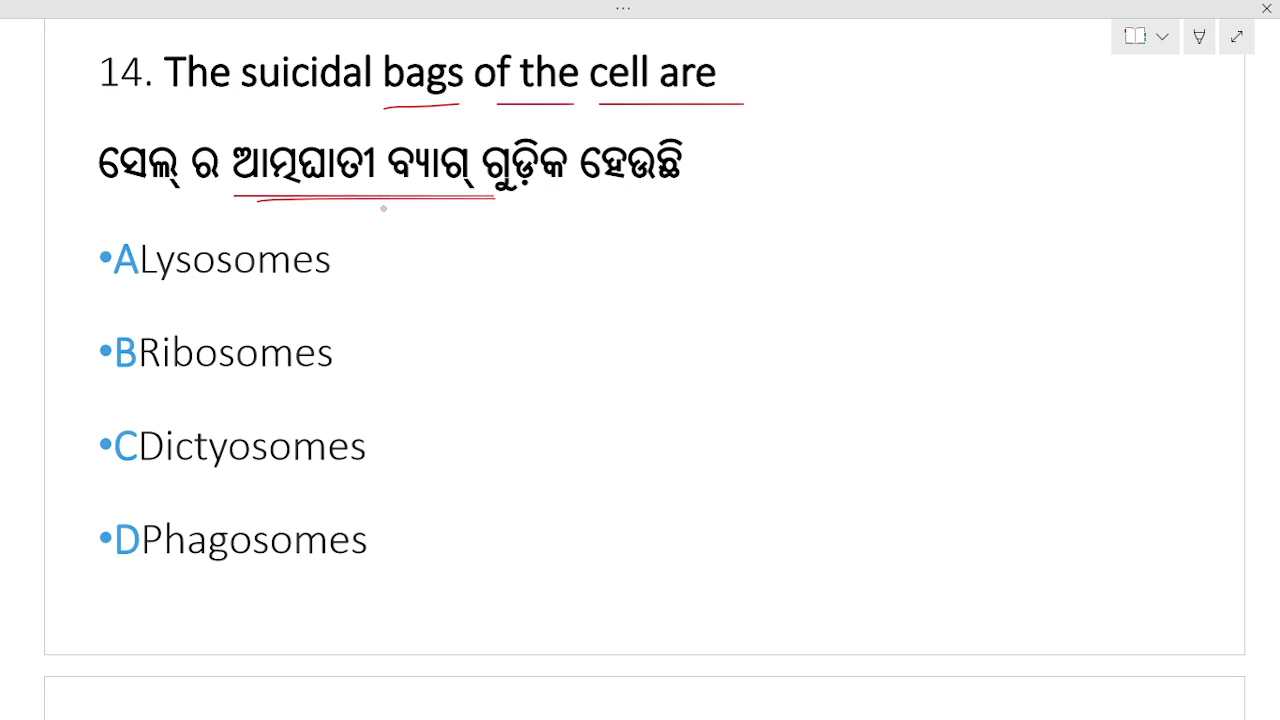 14. The suicidal bags of the cell are
ସେଲ୍ ର ଆତ୍ମଘାତୀ ବ୍ୟାଗ୍ ଗୁଡ଼ିକ ହେଉଛି
•ALysosomes
•BRibosomes
•CDictyosomes
•DPhagosomes